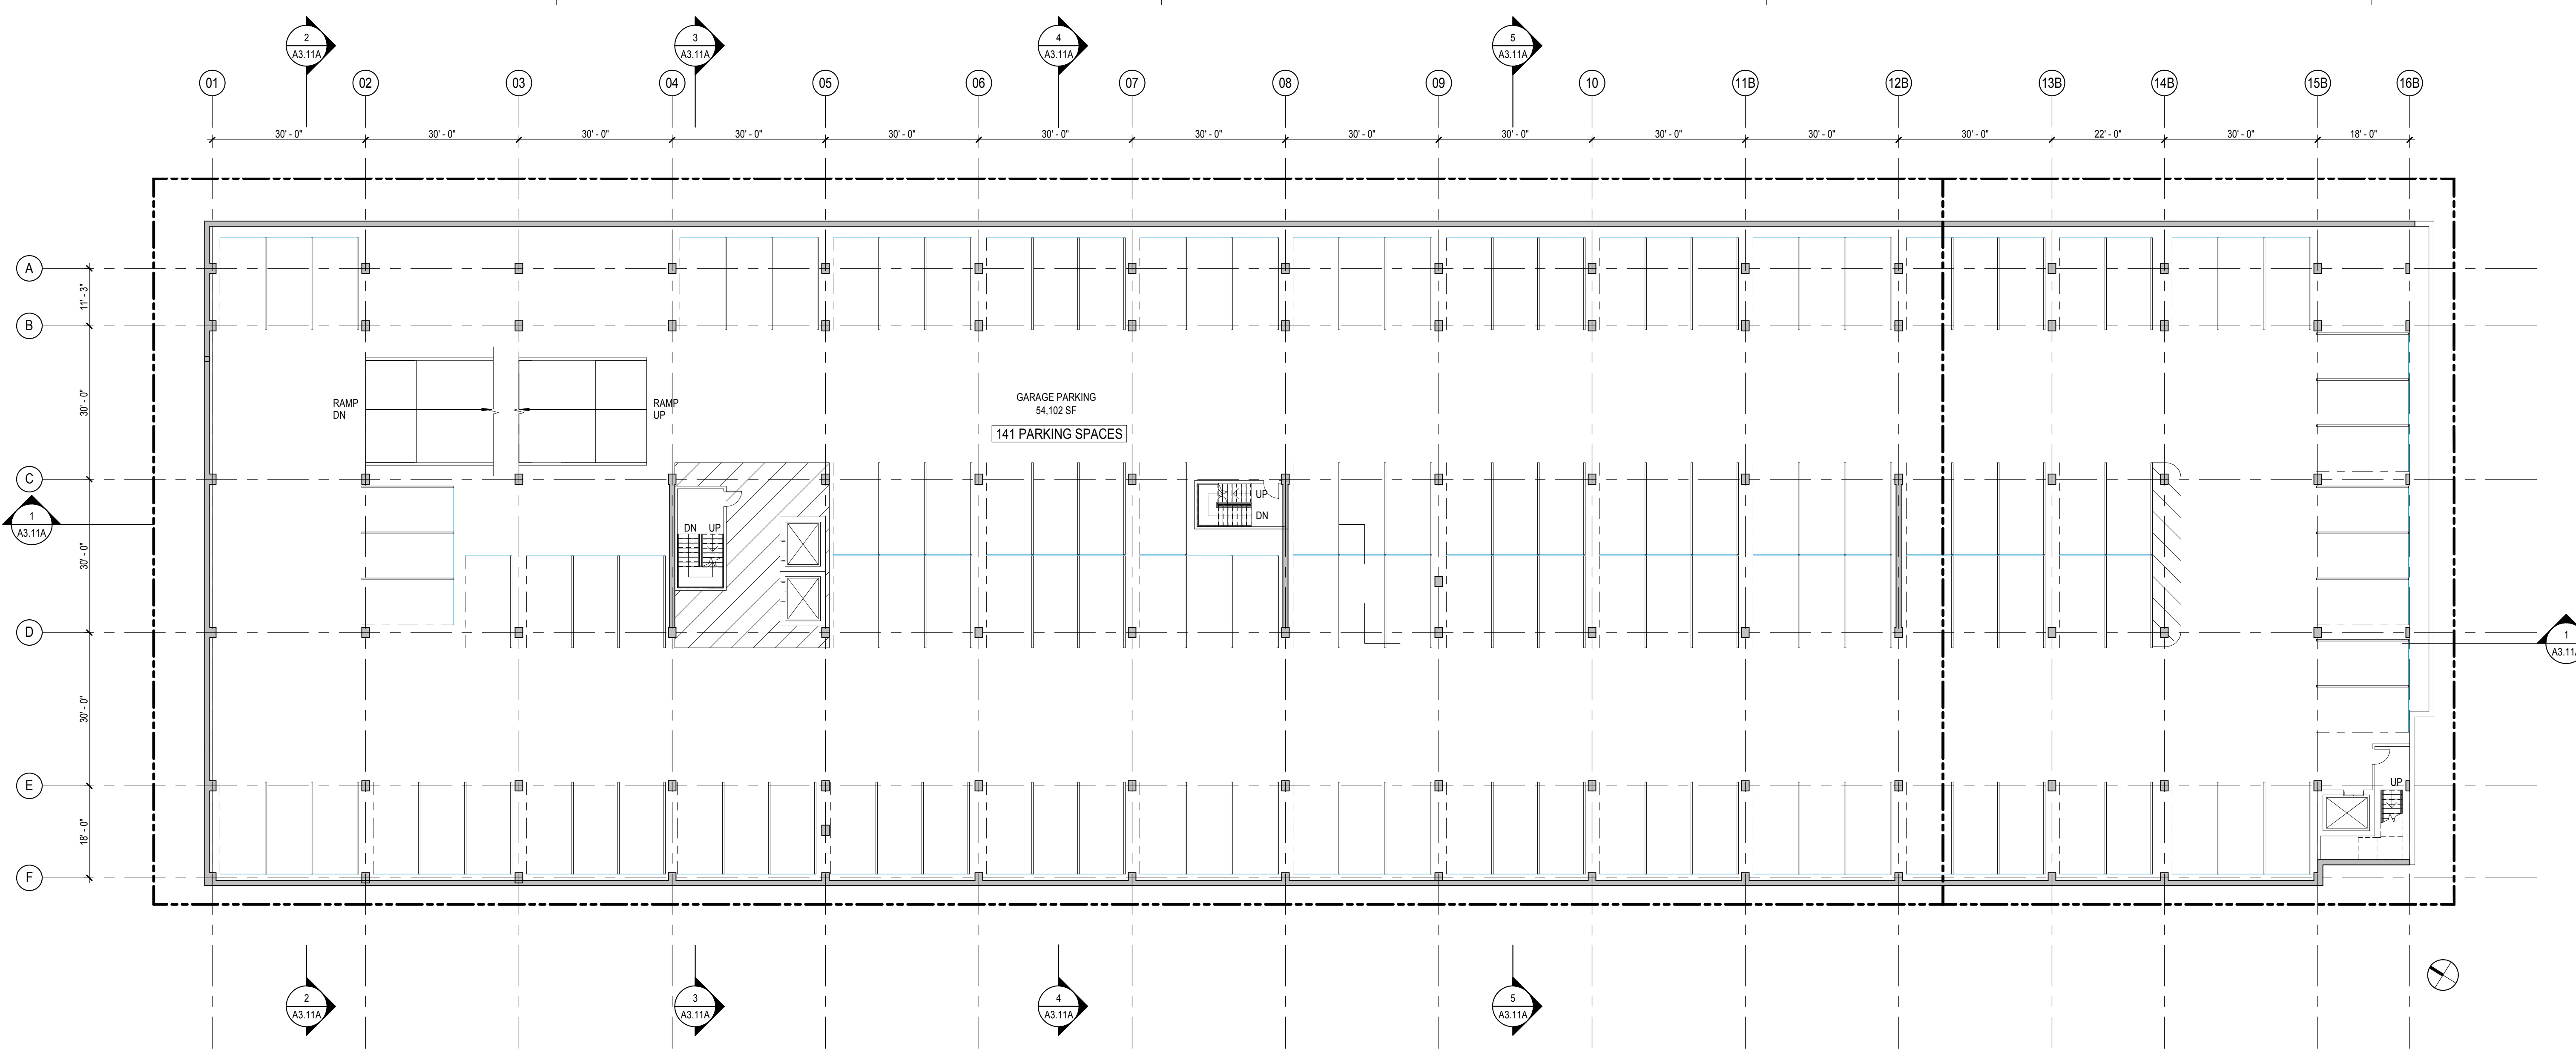 2
A3.11A
3
A3.11A
4
A3.11A
5
A3.11A
01
02
03
04
05
06
07
08
09
10
11B
12B
13B
14B
15B
16B
30' - 0"
30' - 0"
30' - 0"
30' - 0"
30' - 0"
30' - 0"
30' - 0"
30' - 0"
30' - 0"
30' - 0"
30' - 0"
30' - 0"
22' - 0"
30' - 0"
18' - 0"
A
11' - 3"
B
30' - 0"
RAMP
DN
RAMP
UP
GARAGE PARKING
54,102 SF
141 PARKING SPACES
C
1
A3.11A
30' - 0"
DN UP
UP
DN
D
1
A3.11A
30' - 0"
E
UP
18' - 0"
F
2
A3.11A
3
A3.11A
4
A3.11A
5
A3.11A